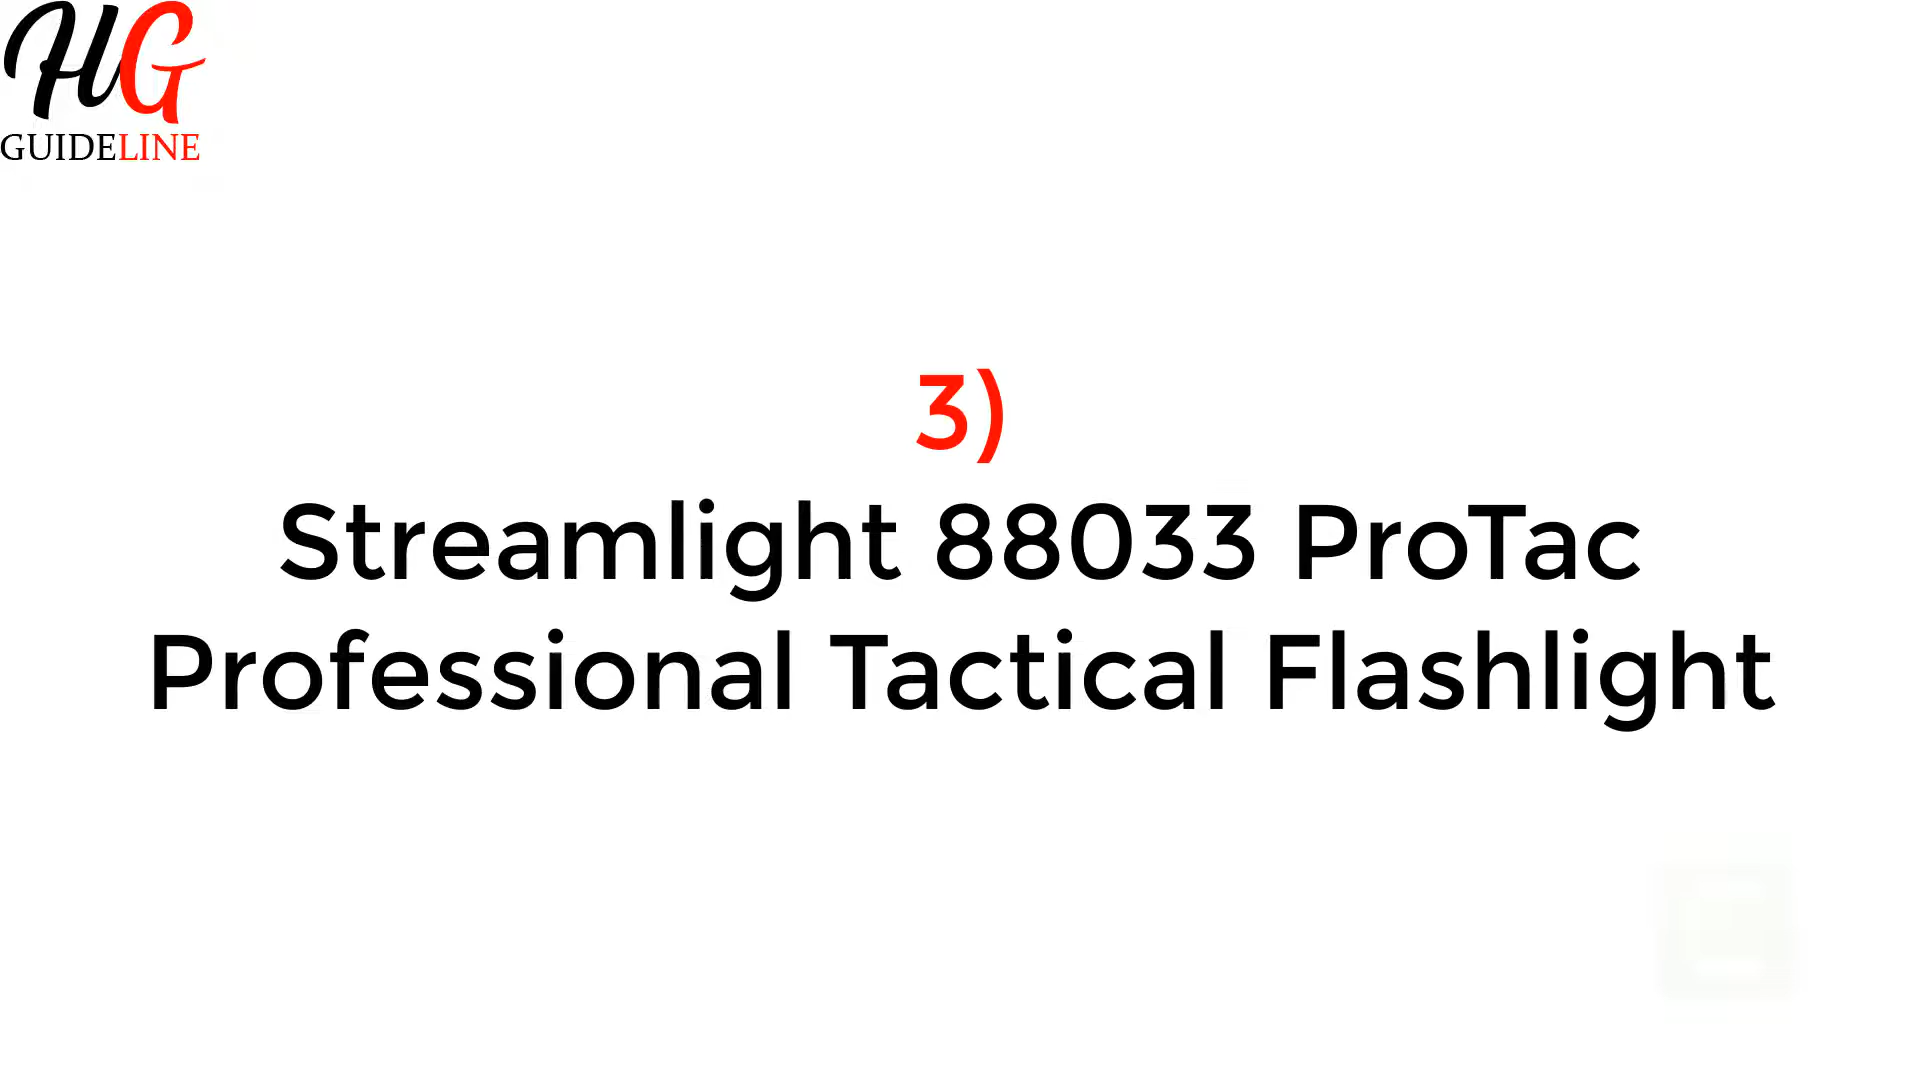 HG
GUIDELINE
3)
Streamlight 88033 ProTac
Professional Tactical Flashlight